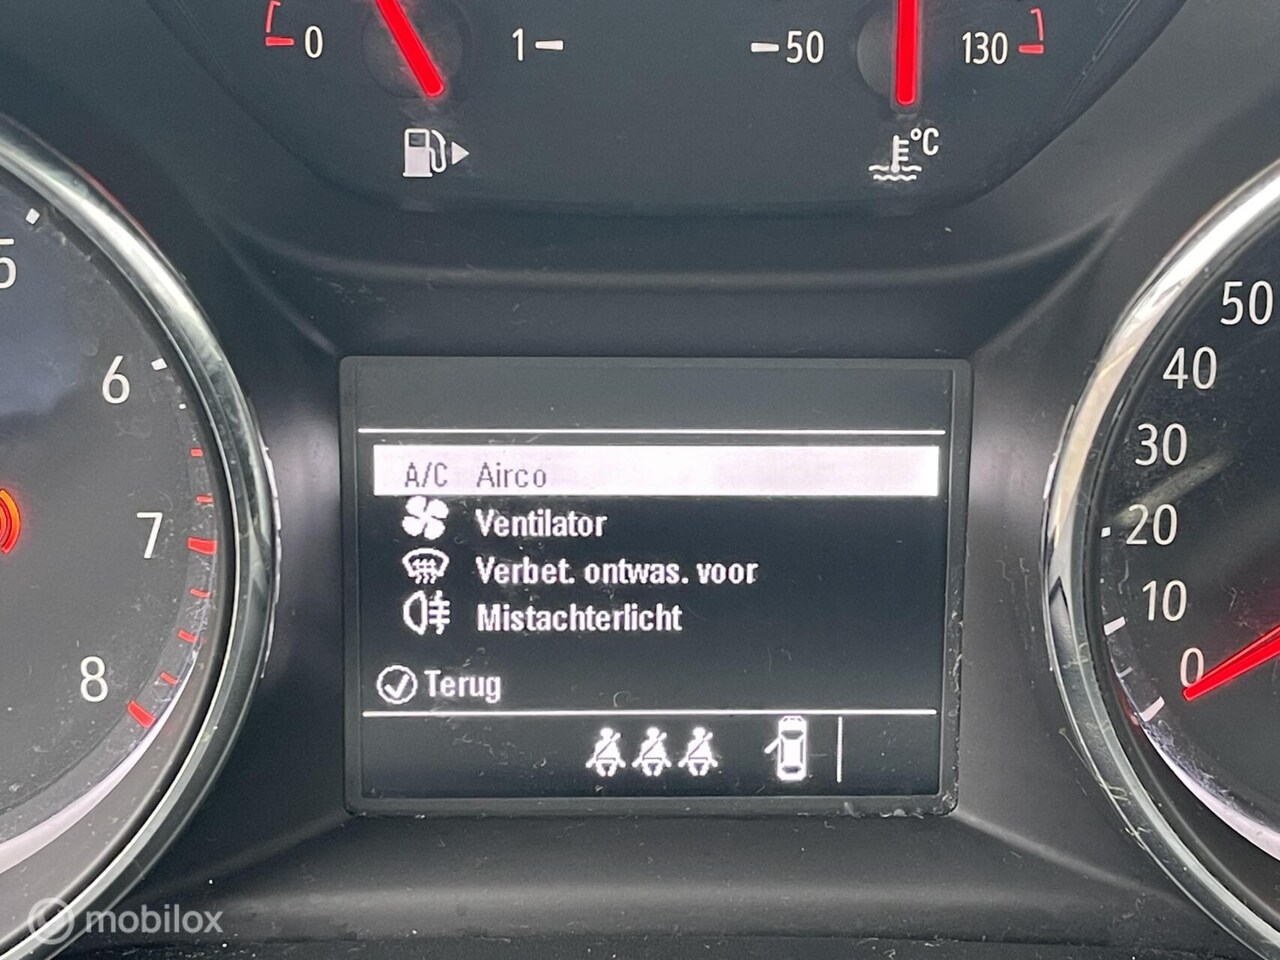 0 1 50 130
°C
5
6
7
8
50
40
30
20
10
0
A/C Airco
Ventilator
Verbet. ontwas. voor
Mistachterlicht
Terug
mobilox